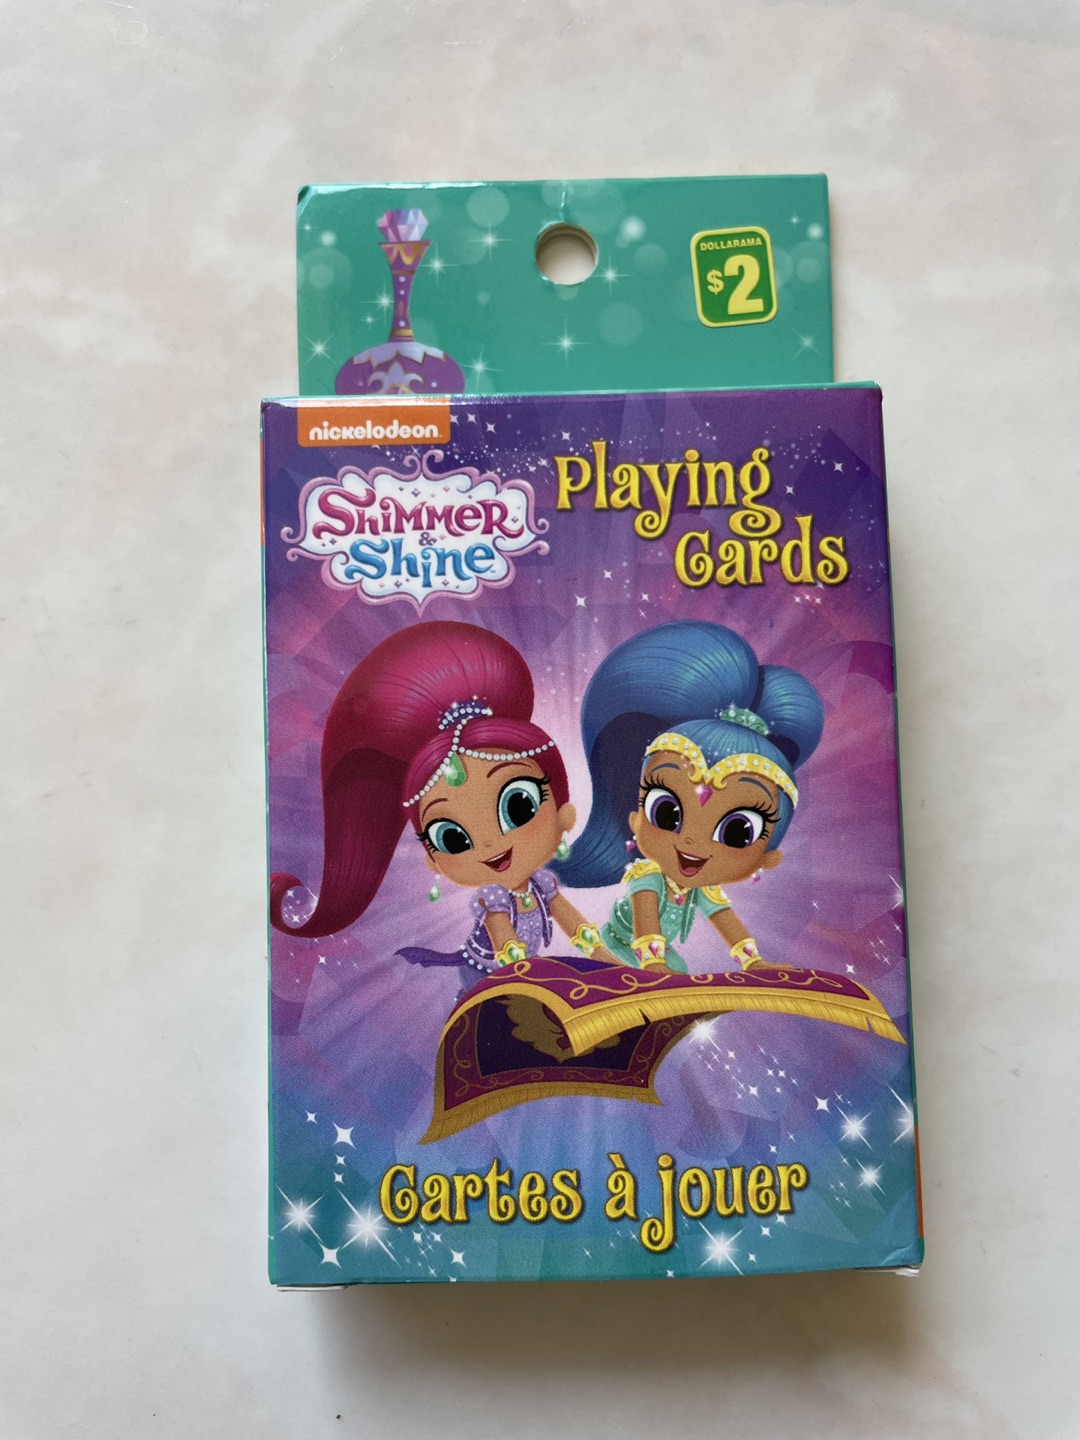 DOLLARAMA
$2
nickelodeon
Shimmer
&
Shine
Playing
Cards
Cartes à jouer